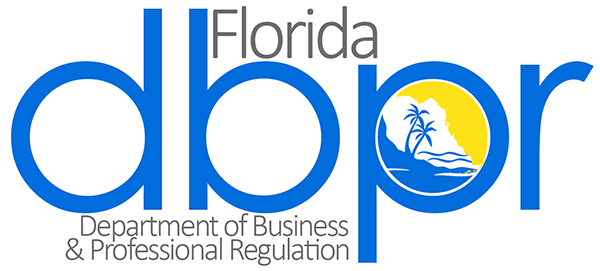 Florida
dbpr
Department of Business
& Professional Regulation